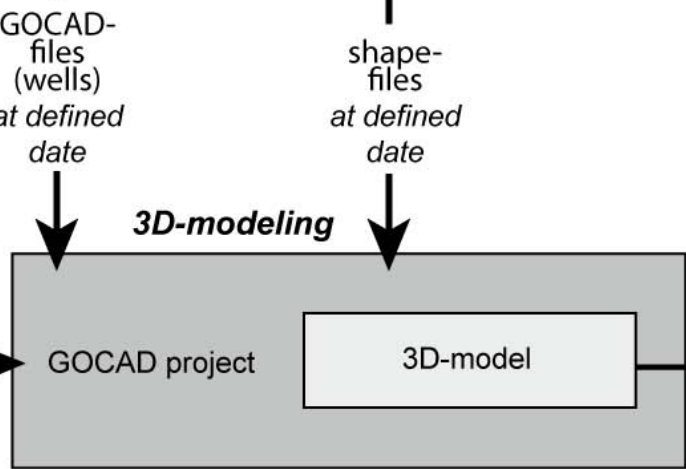 GOCAD-
files
(wells)
at defined
date
shape-
files
at defined
date
3D-modeling
GOCAD project
3D-model